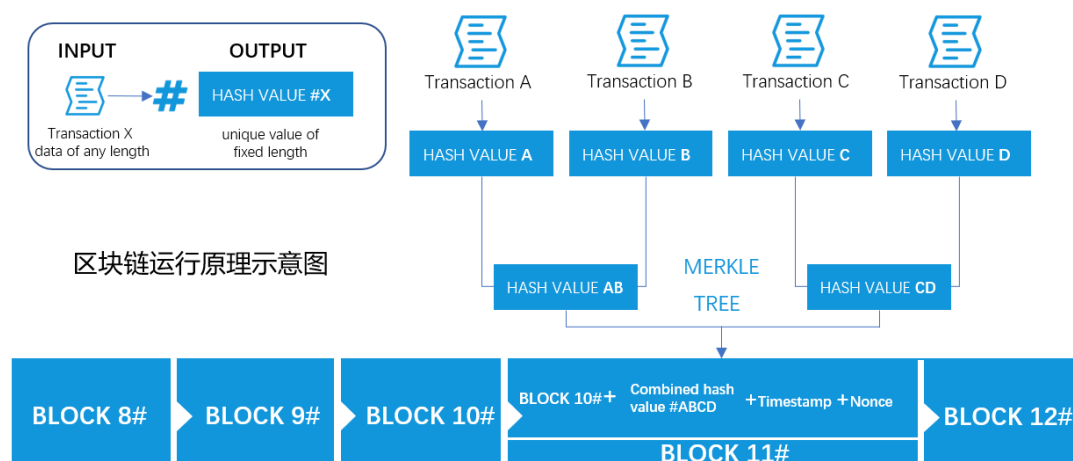 INPUT
OUTPUT
#
HASH VALUE #X
Transaction X
data of any length
unique value of
fixed length
Transaction A
Transaction B
Transaction C
Transaction D
HASH VALUE A
HASH VALUE B
HASH VALUE C
HASH VALUE D
区块链运行原理示意图
MERKLE
TREE
HASH VALUE AB
HASH VALUE CD
BLOCK 8#
BLOCK 9#
BLOCK 10#
BLOCK 10#+
Combined hash
value #ABCD
+Timestamp +Nonce
BLOCK 11#
BLOCK 12#